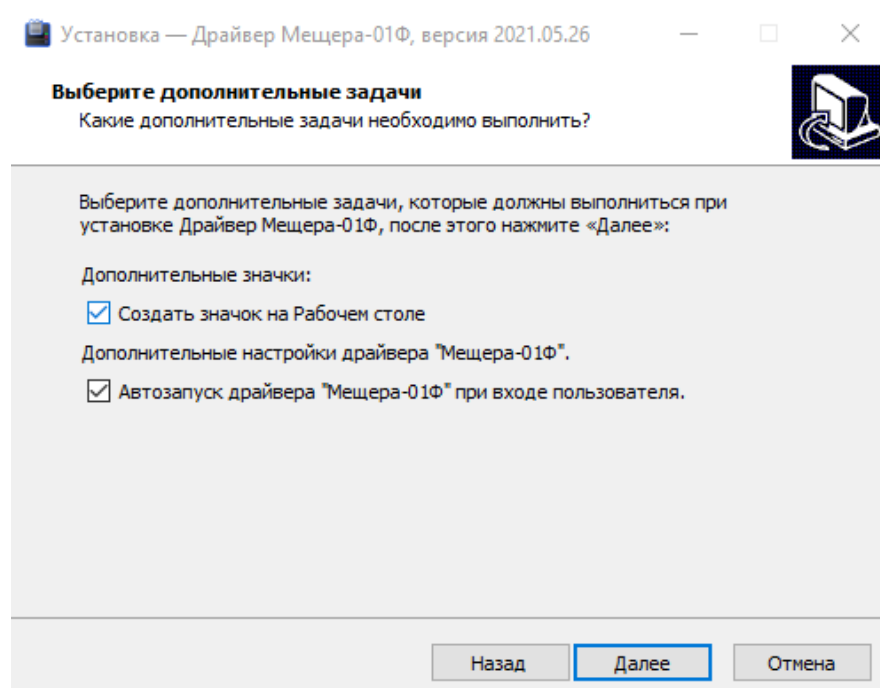 Установка — Драйвер Мещера-01Ф, версия 2021.05.26
Выберите дополнительные задачи
Какие дополнительные задачи необходимо выполнить?
Выберите дополнительные задачи, которые должны выполниться при
установке Драйвер Мещера-01Ф, после этого нажмите «Далее»:
Дополнительные значки:
Создать значок на Рабочем столе
Дополнительные настройки драйвера "Мещера-01Ф".
Автозапуск драйвера "Мещера-01Ф" при входе пользователя.
Назад Далее Отмена